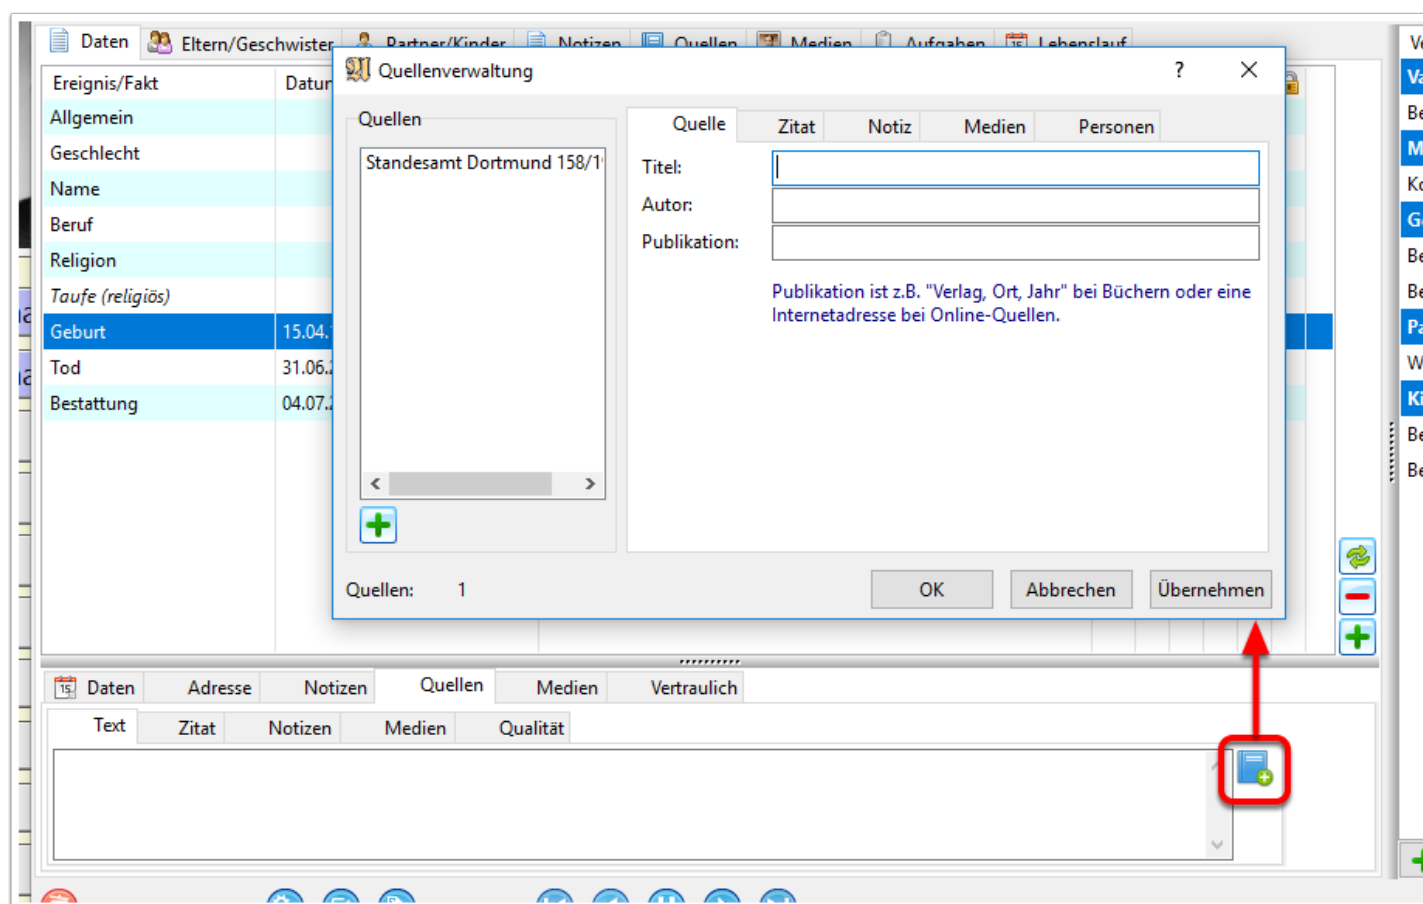 Daten
Eltern/Geschwister
Partner/Kinder
Notizen
Quellen
Medien
Aufgaben
Lebenslauf
Ereignis/Fakt
Allgemein
Geschlecht
Name
Beruf
Religion
Taufe (religiös)
Geburt 15.04.
Tod 31.06.
Bestattung 04.07.
Quellenverwaltung
?
Quellen
Standesamt Dortmund 158/1
Quellen: 1
Quelle Zitat Notiz Medien Personen
Titel:
Autor:
Publikation:
Publikation ist z.B. "Verlag, Ort, Jahr" bei Büchern oder eine
Internetadresse bei Online-Quellen.
OK Abbrechen Übernehmen
15 Daten Adresse Notizen Quellen Medien Vertraulich
Text Zitat Notizen Medien Qualität